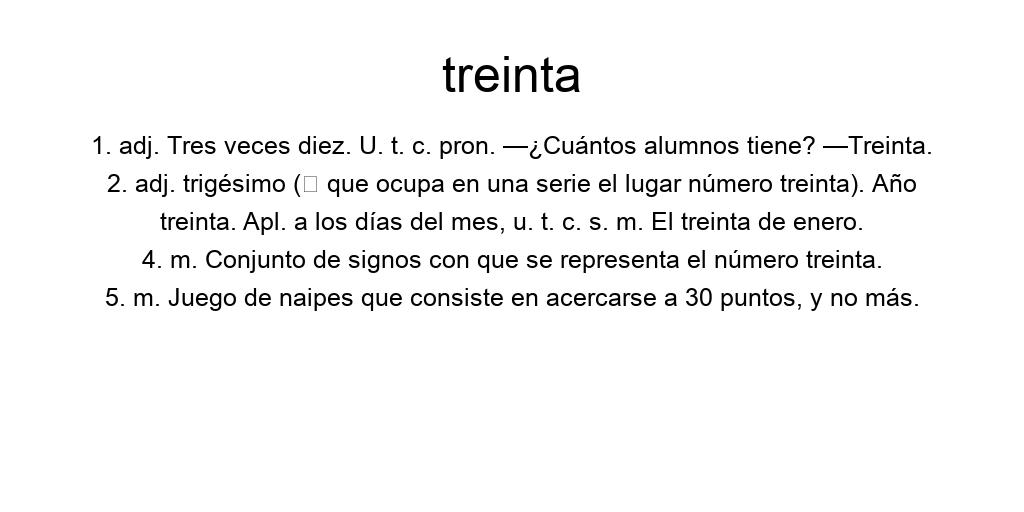 treinta
1. adj. Tres veces diez. U. t. c. pron. —¿Cuántos alumnos tiene? —Treinta.
2. adj. trigésimo (▯ que ocupa en una serie el lugar número treinta). Año
treinta. Apl. a los días del mes, u. t. c. s. m. El treinta de enero.
4. m. Conjunto de signos con que se representa el número treinta.
5. m. Juego de naipes que consiste en acercarse a 30 puntos, y no más.